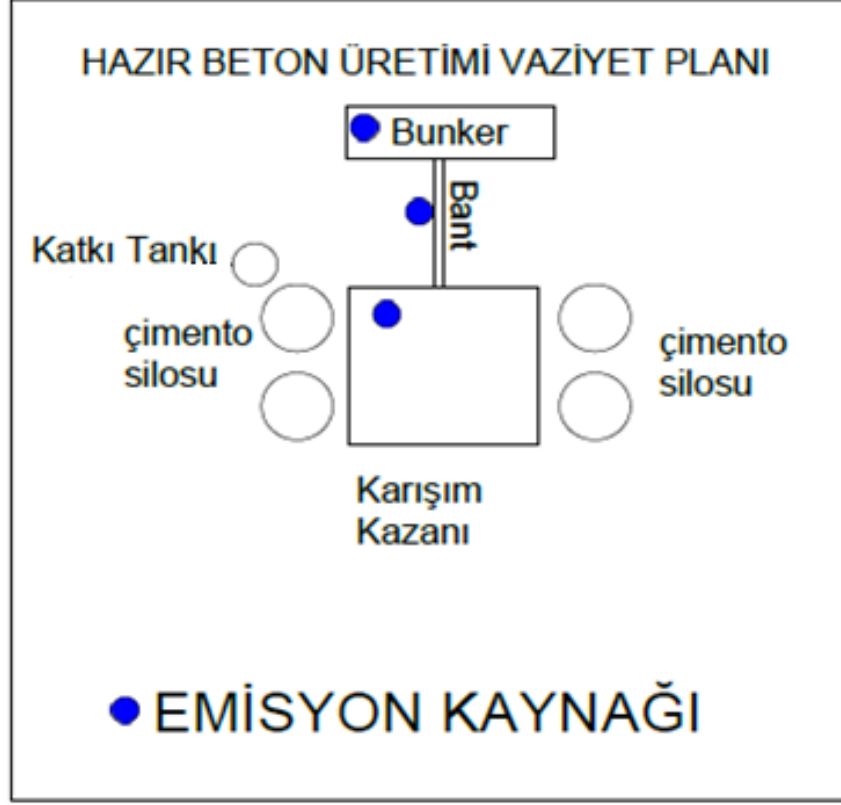 HAZIR BETON ÜRETİMİ VAZİYET PLANI
Bunker
Bant
Katkı Tankı
çimento
silosu
çimento
silosu
Karışım
Kazanı
EMİSYON KAYNAĞI